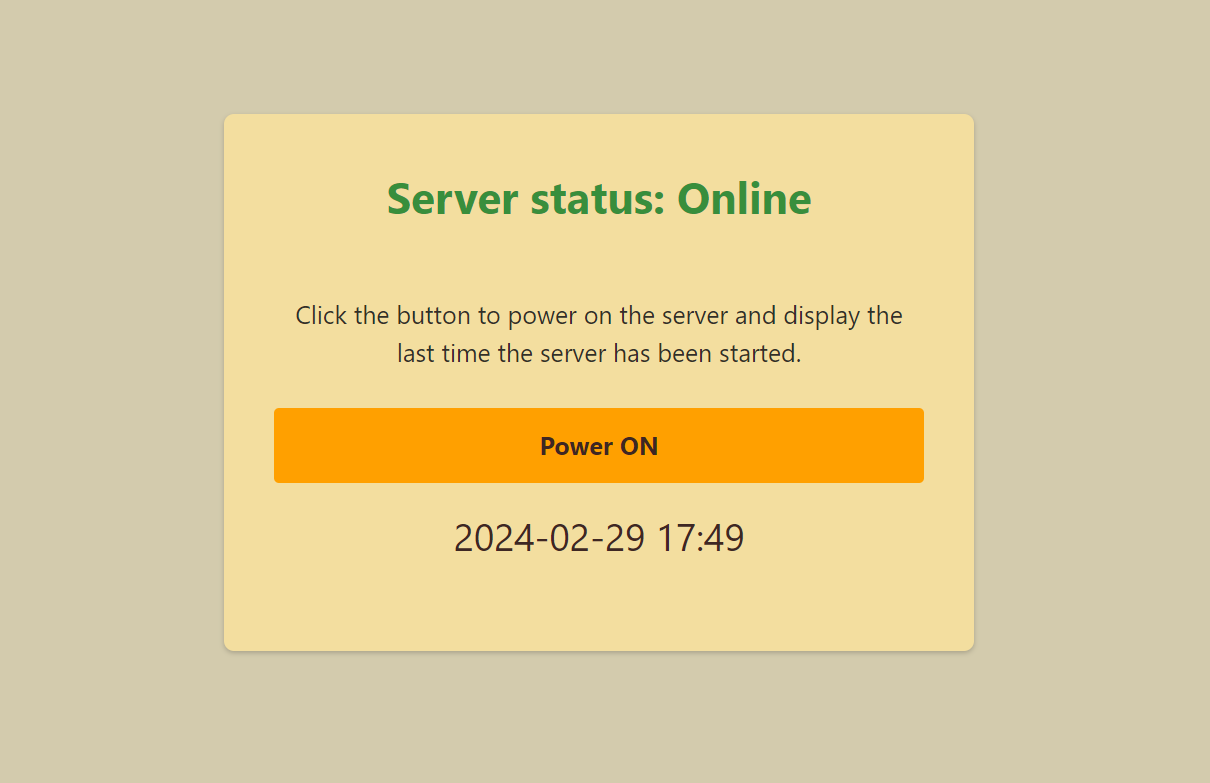 Server status: Online
Click the button to power on the server and display the
last time the server has been started.
Power ON
2024-02-29 17:49